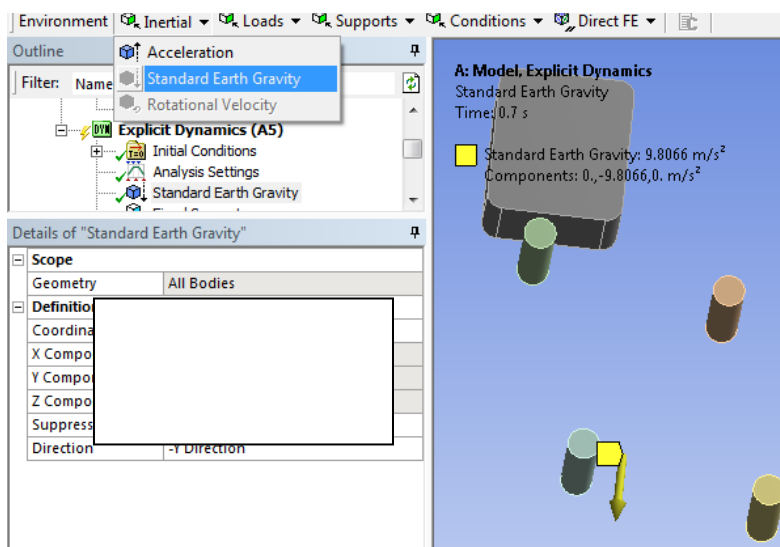 Environment Inertial Loads Supports Conditions Direct FE
Outline
Acceleration
Filter: Name
Standard Earth Gravity
Rotational Velocity
Explicit Dynamics (A5)
T=0 Initial Conditions
Analysis Settings
Standard Earth Gravity
Details of "Standard Earth Gravity"
Scope
Geometry All Bodies
Definition
Coordina
X Compo
Y Compo
Z Compo
Suppress
Direction -Y Direction
A: Model, Explicit Dynamics
Standard Earth Gravity
Time: 0.7 s
Standard Earth Gravity: 9.8066 m/s²
Components: 0.,-9.8066,0. m/s²